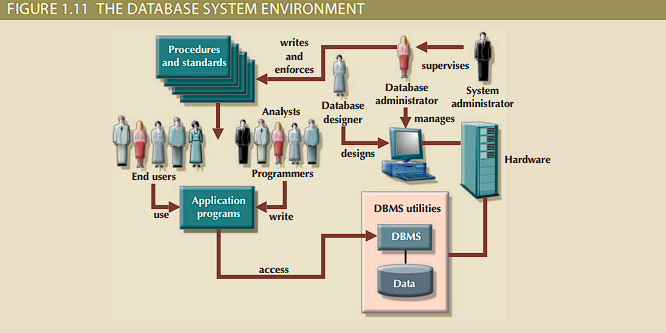 FIGURE 1.11 THE DATABASE SYSTEM ENVIRONMENT
Procedures
and standards
writes
and
enforces
supervises
Database
administrator
System
administrator
Analysts
Database
designer
manages
designs
Hardware
End users
Programmers
Application
programs
use
write
DBMS utilities
DBMS
Data
access